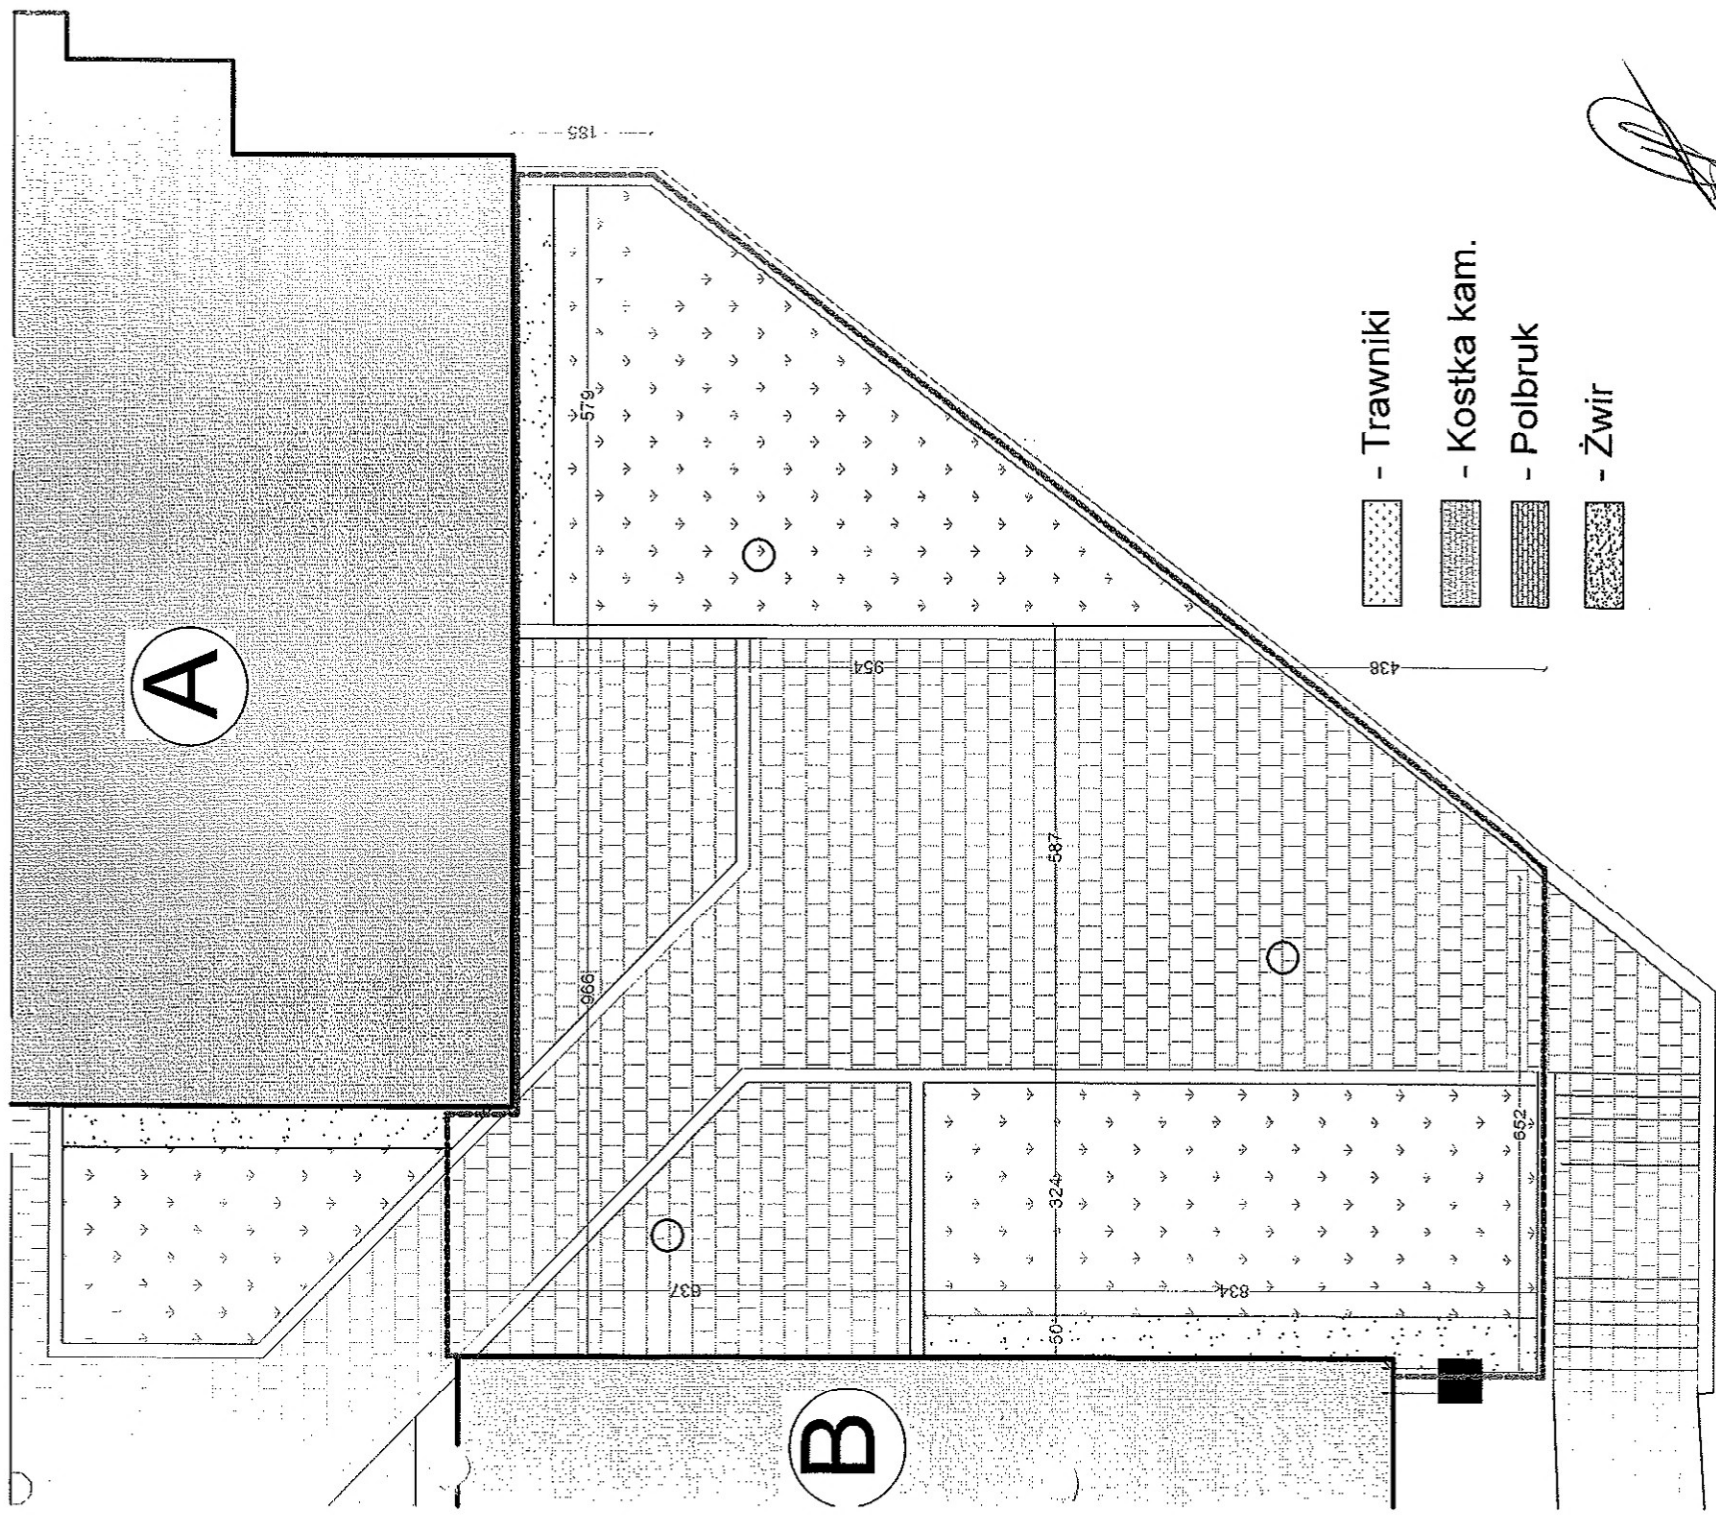 A
185
579
954
438
587
966
652
324
637
834
50
B
- Trawniki
- Kostka kam.
- Polbruk
- Żwir